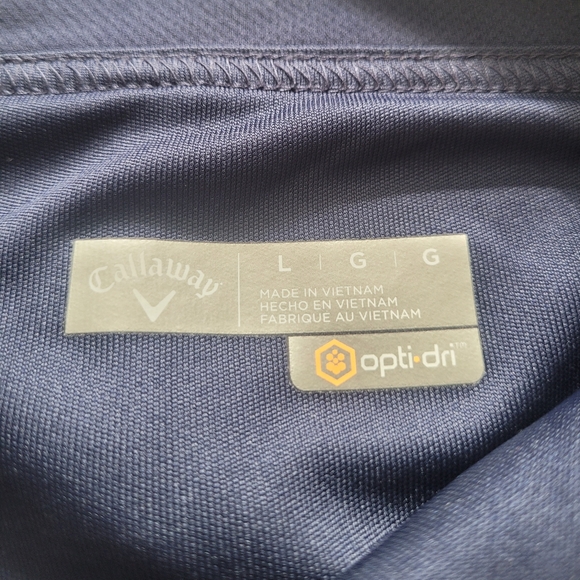 Callaway
L | G | G
MADE IN VIETNAM
HECHO EN VIETNAM
FABRIQUE AU VIETNAM
opti·dri™